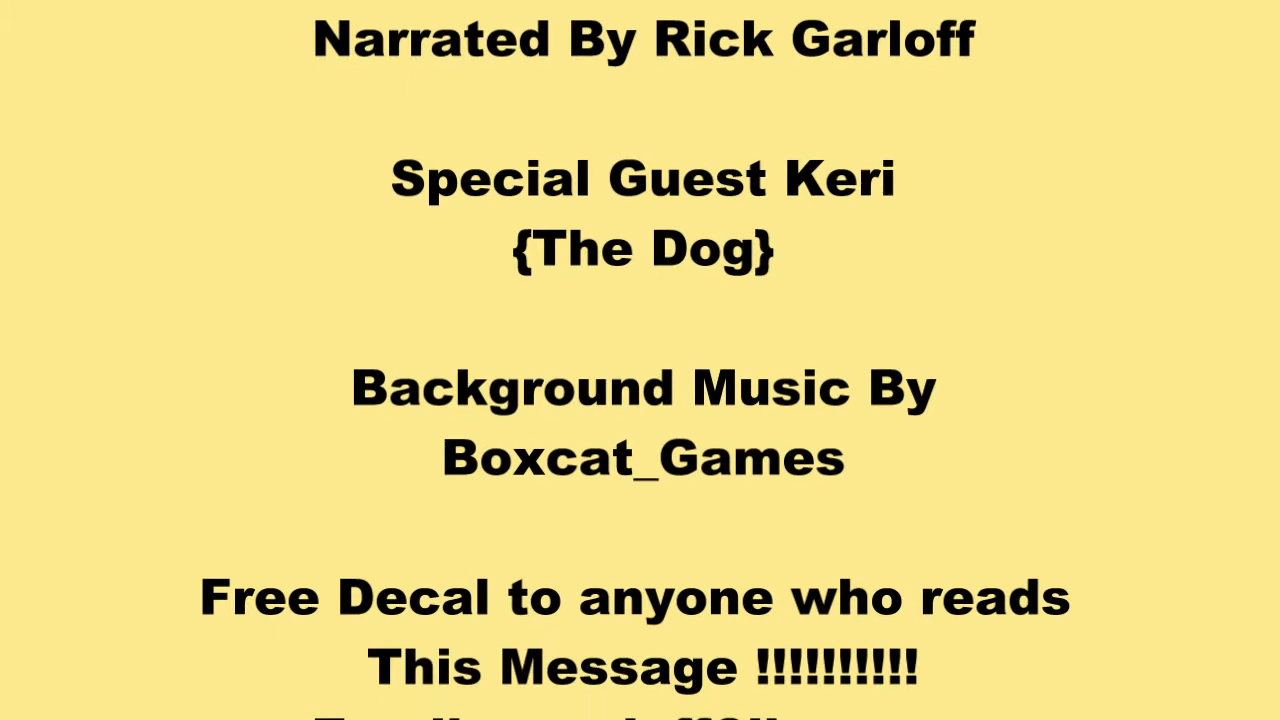 Narrated By Rick Garloff
Special Guest Keri
{The Dog}
Background Music By
Boxcat_Games
Free Decal to anyone who reads
This Message !!!!!!!!!!